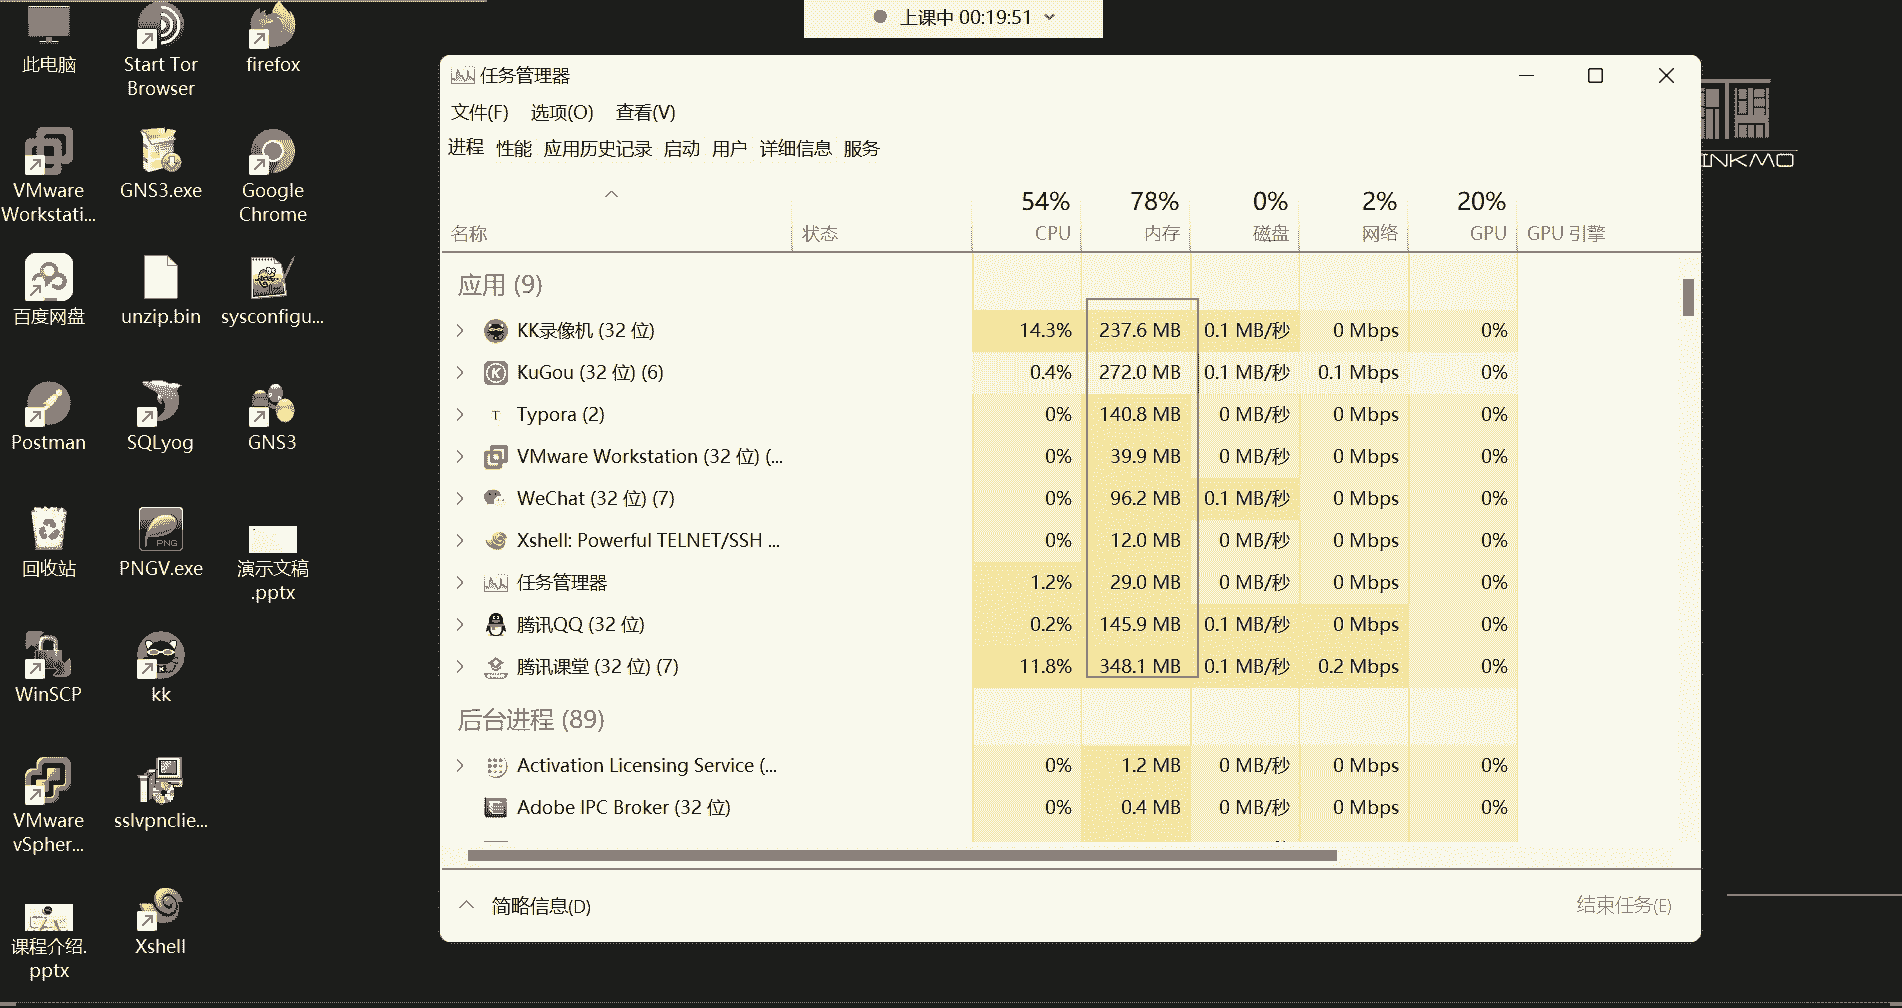 上课中 00:19:51
此电脑
Start Tor
Browser
firefox
VMware
Workstati...
GNS3.exe
Google
Chrome
百度网盘
unzip.bin
sysconfigu...
Postman
SQLyog
GNS3
回收站
PNGV.exe
PNG
演示文稿
.pptx
WinSCP
kk
VMware
vSpher...
sslvpnclie...
课程介绍.
pptx
Xshell
任务管理器
文件(F) 选项(O) 查看(V)
进程 性能 应用历史记录 启动 用户 详细信息 服务
54% 78% 0% 2% 20%
名称 状态 CPU 内存 磁盘 网络 GPU GPU 引擎
应用 (9)
KK录像机 (32 位) 14.3% 237.6 MB 0.1 MB/秒 0 Mbps 0%
KuGou (32 位) (6) 0.4% 272.0 MB 0.1 MB/秒 0.1 Mbps 0%
Typora (2) 0% 140.8 MB 0 MB/秒 0 Mbps 0%
VMware Workstation (32 位) (... 0% 39.9 MB 0 MB/秒 0 Mbps 0%
WeChat (32 位) (7) 0% 96.2 MB 0.1 MB/秒 0 Mbps 0%
Xshell: Powerful TELNET/SSH ... 0% 12.0 MB 0 MB/秒 0 Mbps 0%
任务管理器 1.2% 29.0 MB 0 MB/秒 0 Mbps 0%
腾讯QQ (32 位) 0.2% 145.9 MB 0.1 MB/秒 0 Mbps 0%
腾讯课堂 (32 位) (7) 11.8% 348.1 MB 0.1 MB/秒 0.2 Mbps 0%
后台进程 (89)
Activation Licensing Service (... 0% 1.2 MB 0 MB/秒 0 Mbps 0%
Adobe IPC Broker (32 位) 0% 0.4 MB 0 MB/秒 0 Mbps 0%
简略信息(D)
结束任务(E)
INKMO